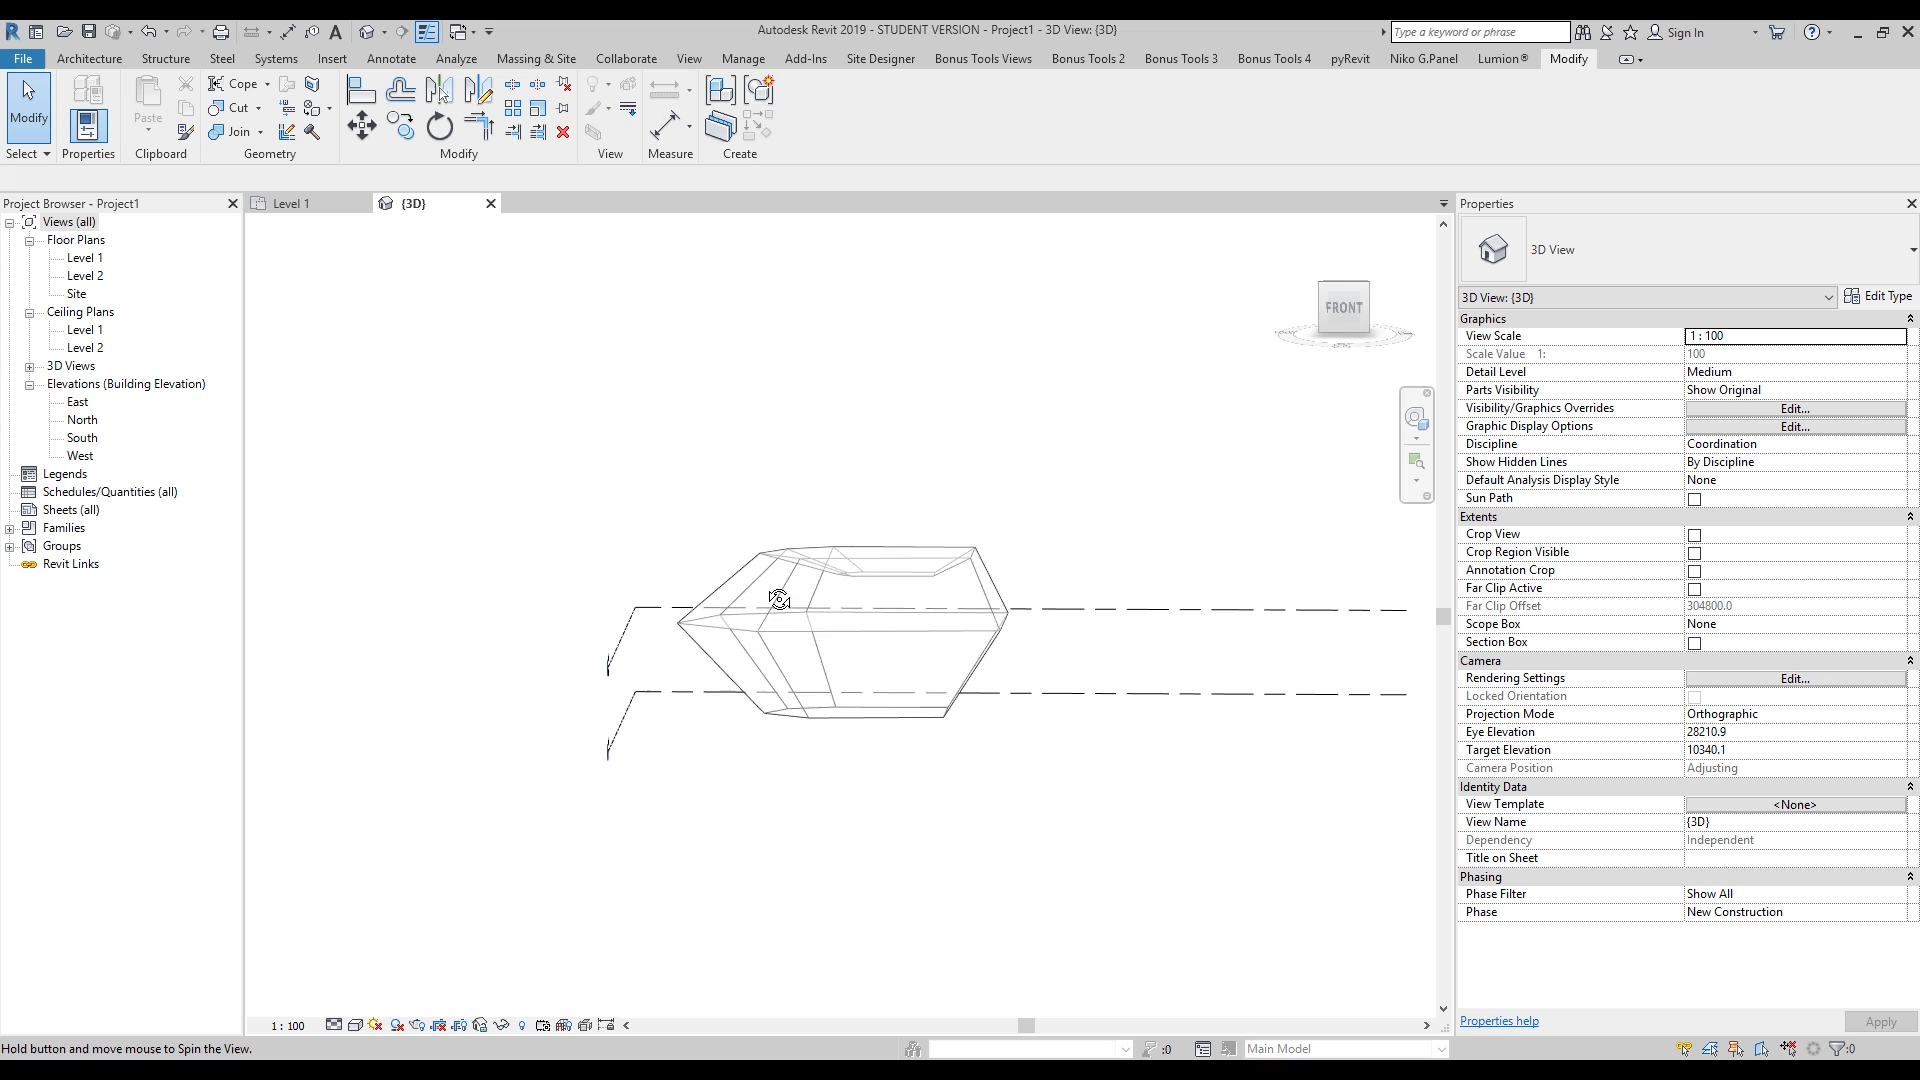 Autodesk Revit 2019 - STUDENT VERSION - Project1 - 3D View: {3D}
Type a keyword or phrase
Sign In
File
Architecture
Structure
Steel
Systems
Insert
Annotate
Analyze
Massing & Site
Collaborate
View
Manage
Add-Ins
Site Designer
Bonus Tools Views
Bonus Tools 2
Bonus Tools 3
Bonus Tools 4
pyRevit
Niko G.Panel
Lumion®
Modify
Modify
Paste
Cope
Cut
Join
Select
Properties
Clipboard
Geometry
Modify
View
Measure
Create
Project Browser - Project1
Views (all)
Floor Plans
Level 1
Level 2
Site
Ceiling Plans
Level 1
Level 2
3D Views
Elevations (Building Elevation)
East
North
South
West
Legends
Schedules/Quantities (all)
Sheets (all)
Families
Groups
Revit Links
Level 1
{3D}
FRONT
Properties
3D View
3D View: {3D}
Edit Type
Graphics
View Scale 1 : 100
Scale Value 1: 100
Detail Level Medium
Parts Visibility Show Original
Visibility/Graphics Overrides Edit...
Graphic Display Options Edit...
Discipline Coordination
Show Hidden Lines By Discipline
Default Analysis Display Style None
Sun Path
Extents
Crop View
Crop Region Visible
Annotation Crop
Far Clip Active
Far Clip Offset 304800.0
Scope Box None
Section Box
Camera
Rendering Settings Edit...
Locked Orientation
Projection Mode Orthographic
Eye Elevation 28210.9
Target Elevation 10340.1
Camera Position Adjusting
Identity Data
View Template <None>
View Name {3D}
Dependency Independent
Title on Sheet
Phasing
Phase Filter Show All
Phase New Construction
Properties help
Apply
1 : 100
Hold button and move mouse to Spin the View.
:0
Main Model
:0